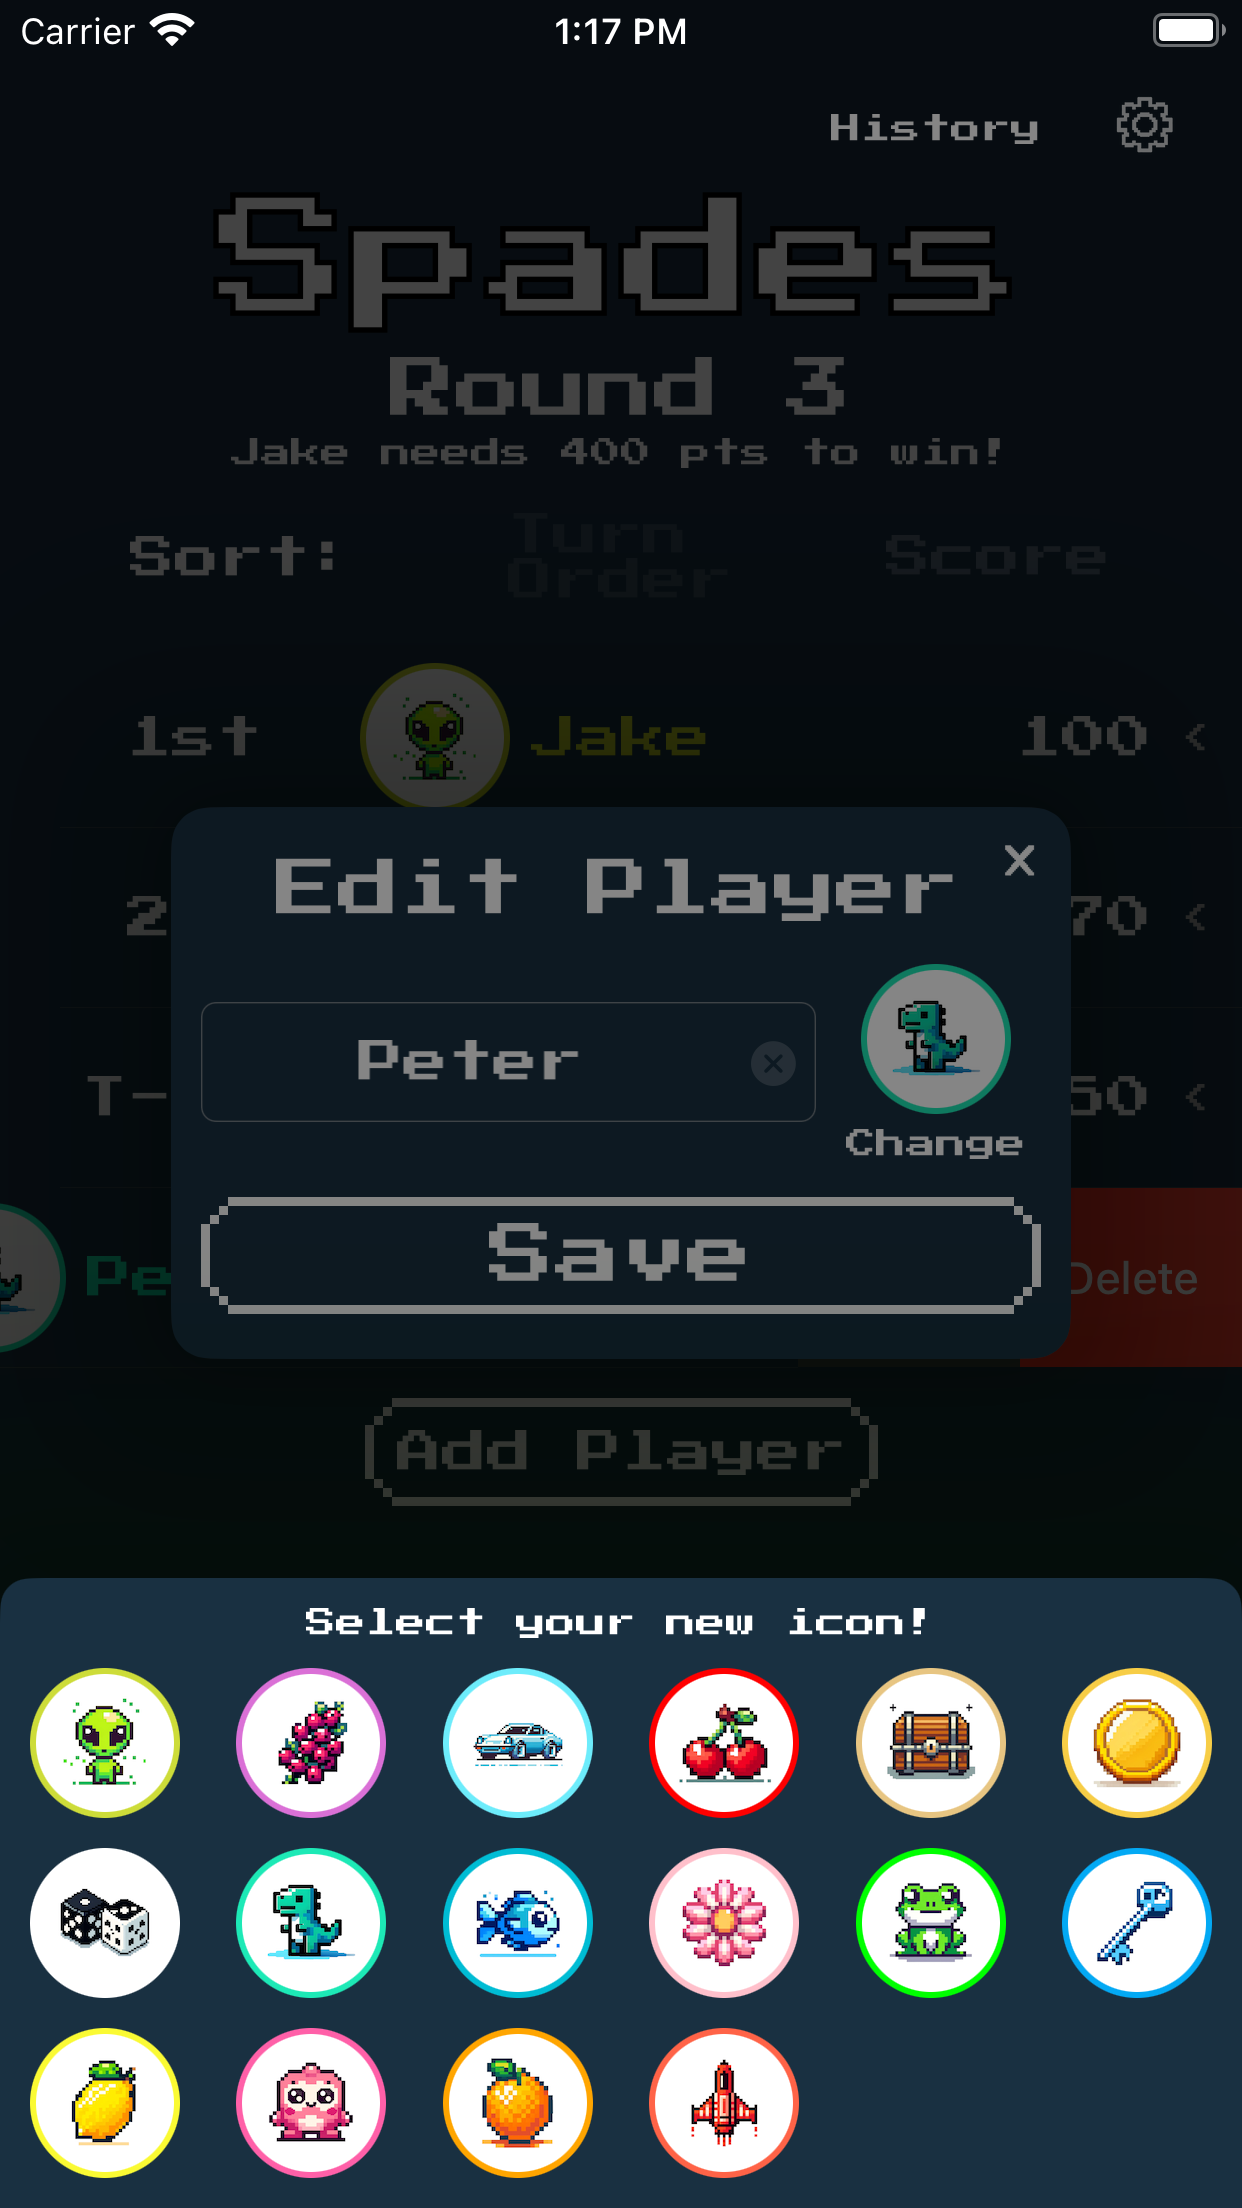 Carrier 1:17 PM
History
Spades
Round 3
Jake needs 400 pts to win!
Sort: Turn Order Score
1st Jake 100 <
2 70 <
Edit Player X
T- 50 <
Peter
Change
Save
Pe Delete
Add Player
Select your new icon!